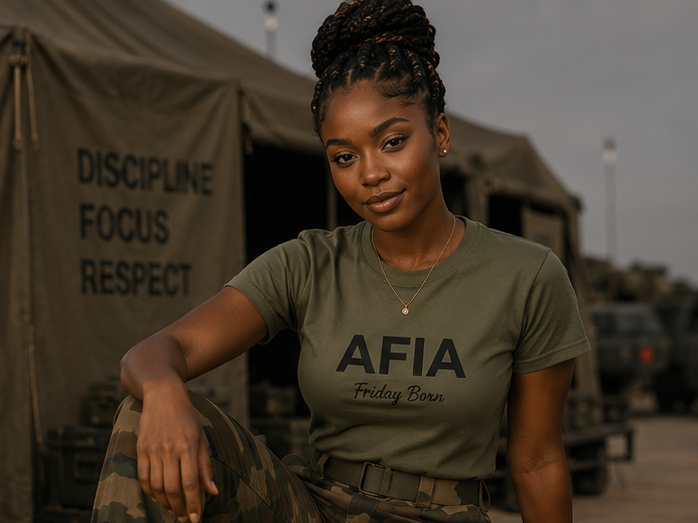 DISCIPLINE
FOCUS
RESPECT
AFIA
Friday Born